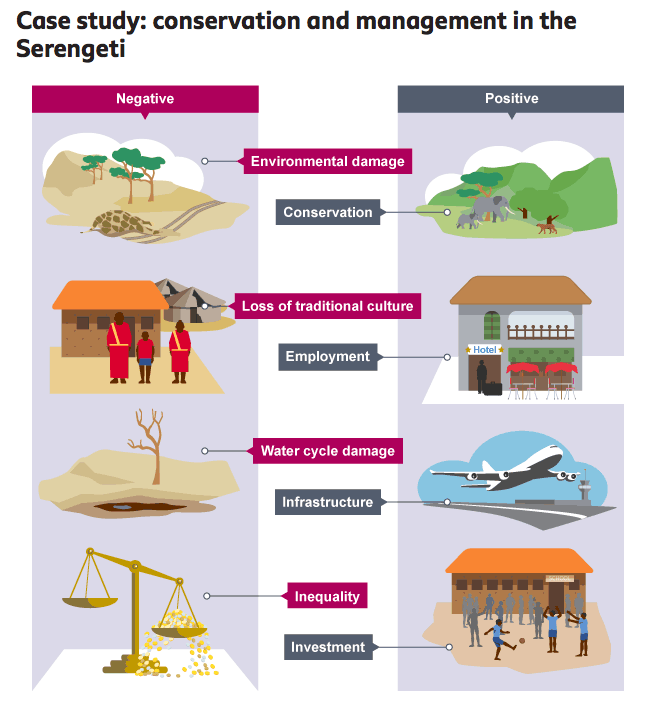 Case study: conservation and management in the
Serengeti
Negative
Positive
Environmental damage
Conservation
Loss of traditional culture
Employment
Hotel
Water cycle damage
Infrastructure
Inequality
Investment